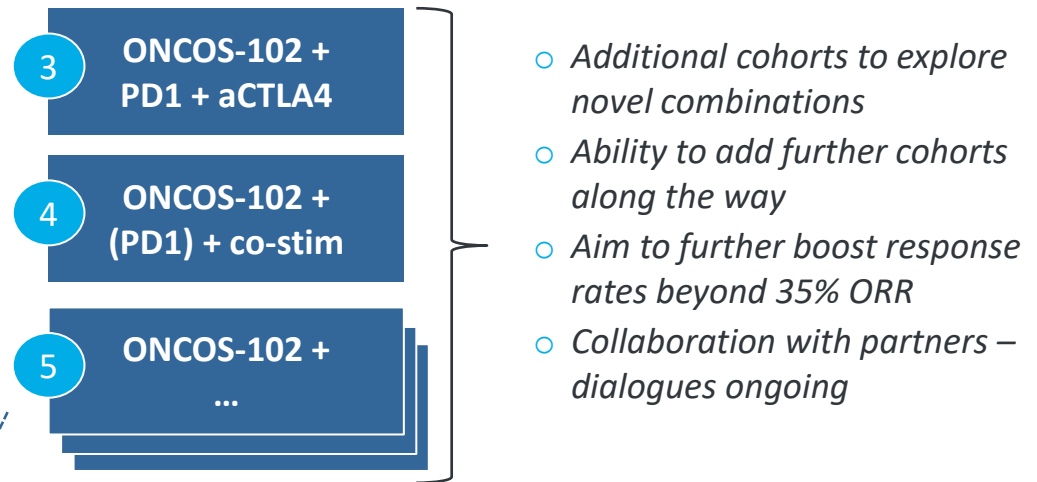 3
ONCOS-102 +
PD1 + aCTLA4
4
ONCOS-102 +
(PD1) + co-stim
5
ONCOS-102 +
...
o Additional cohorts to explore
novel combinations
o Ability to add further cohorts
along the way
o Aim to further boost response
rates beyond 35% ORR
o Collaboration with partners –
dialogues ongoing